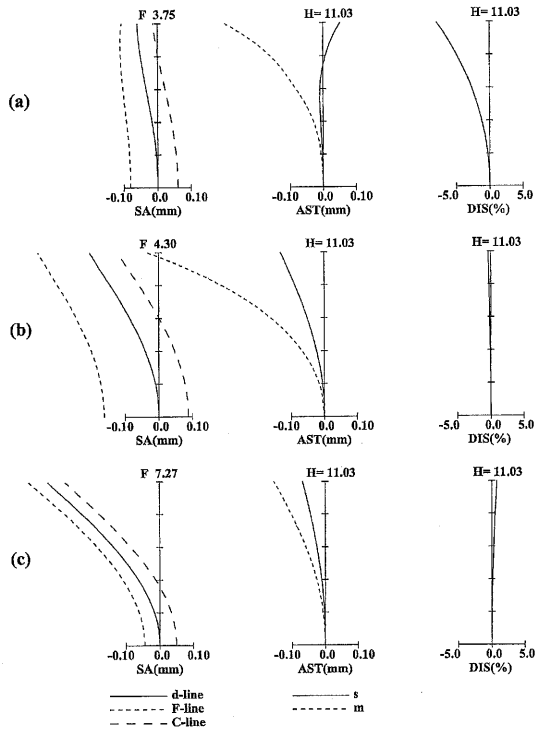 F 3.75 H= 11.03 H= 11.03
(a)
-0.10 0.0 0.10 -0.10 0.0 0.10 -5.0 0.0 5.0
SA(mm) AST(mm) DIS(%)
F 4.30 H= 11.03 H= 11.03
(b)
-0.10 0.0 0.10 -0.10 0.0 0.10 -5.0 0.0 5.0
SA(mm) AST(mm) DIS(%)
F 7.27 H= 11.03 H= 11.03
(c)
-0.10 0.0 0.10 -0.10 0.0 0.10 -5.0 0.0 5.0
SA(mm) AST(mm) DIS(%)
d-line s
F-line m
C-line